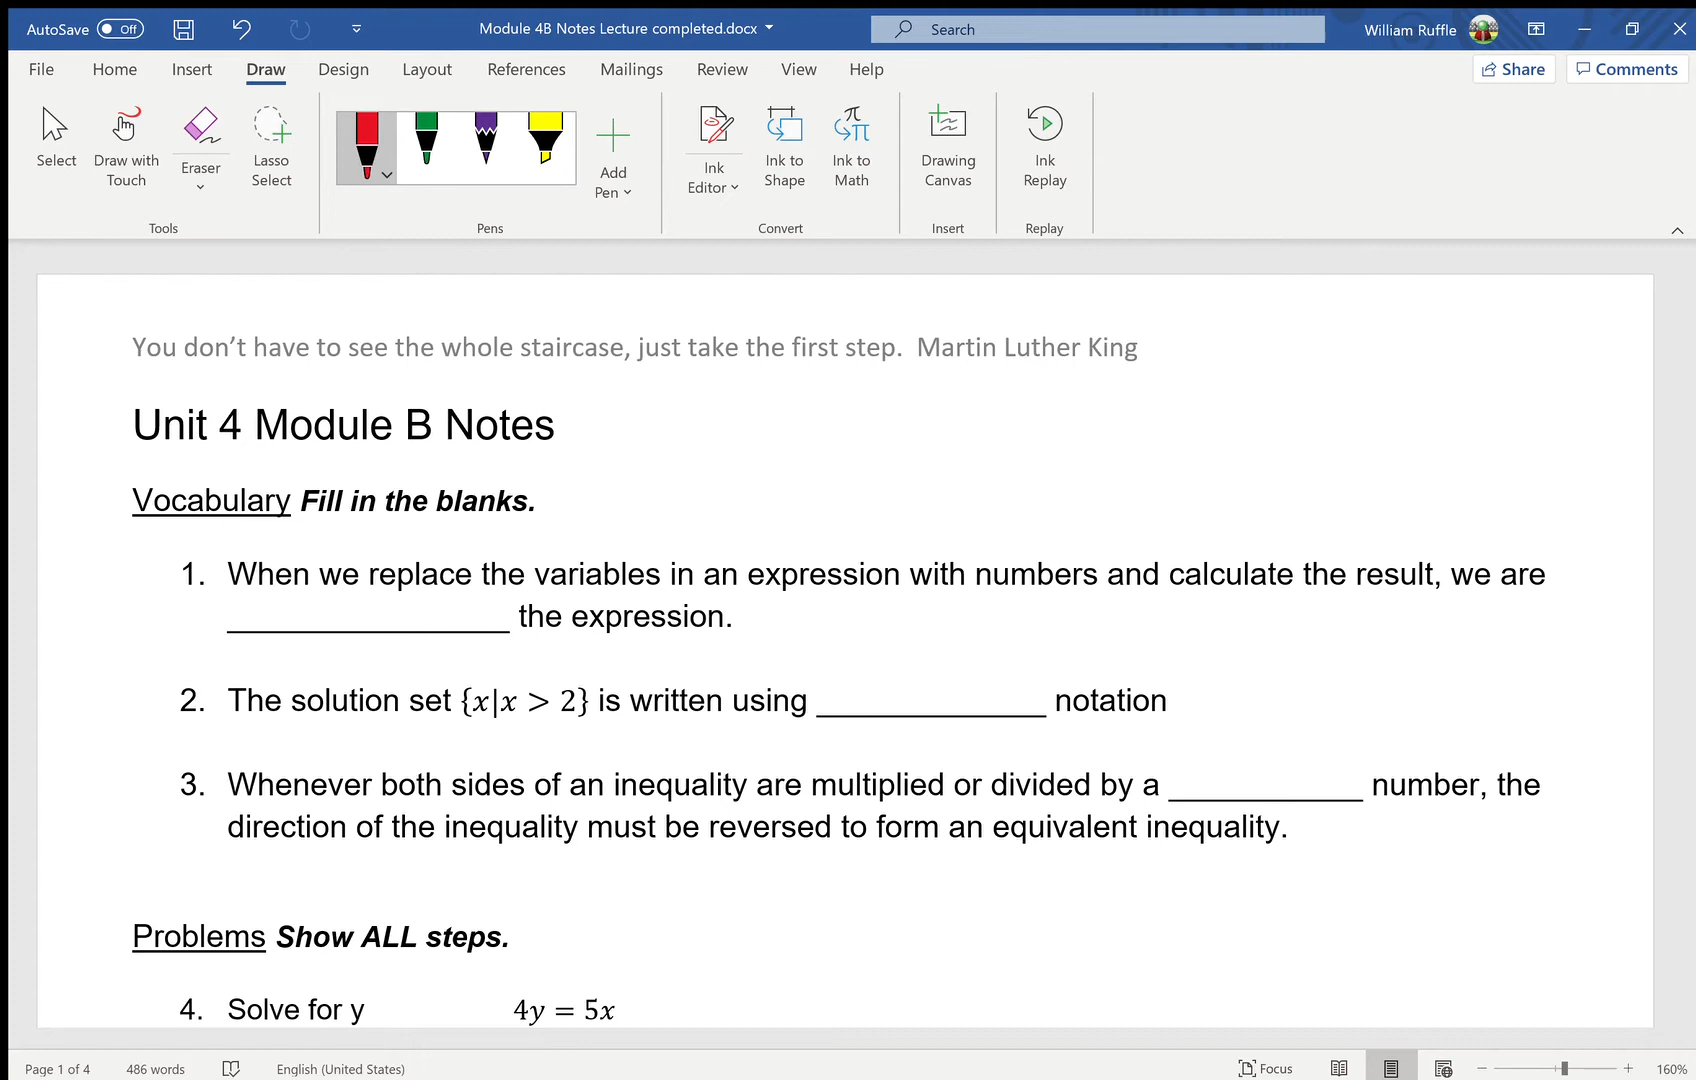 AutoSave Off Module 4B Notes Lecture completed.docx Search William Ruffle
File Home Insert Draw Design Layout References Mailings Review View Help Share Comments
Select Draw with Touch Eraser Lasso Select Add Pen Ink Editor Ink to Shape Ink to Math Drawing Canvas Ink Replay
Tools Pens Convert Insert Replay
You don’t have to see the whole staircase, just take the first step. Martin Luther King
Unit 4 Module B Notes
Vocabulary Fill in the blanks.
1. When we replace the variables in an expression with numbers and calculate the result, we are
________________ the expression.
2. The solution set {x|x > 2} is written using _____________ notation
3. Whenever both sides of an inequality are multiplied or divided by a ___________ number, the
direction of the inequality must be reversed to form an equivalent inequality.
Problems Show ALL steps.
4. Solve for y 4y = 5x
Page 1 of 4 486 words English (United States) Focus 160%